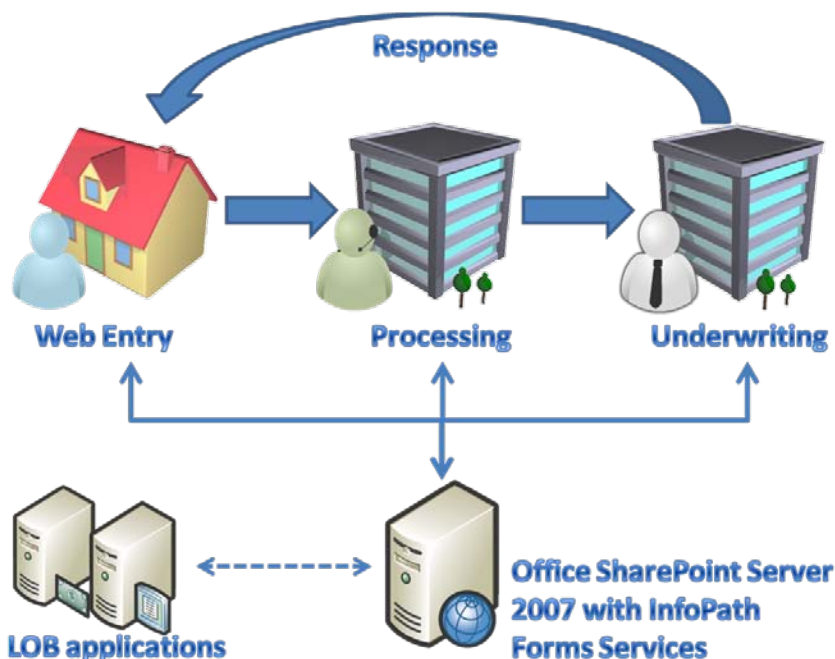 Response
Web Entry
Processing
Underwriting
LOB applications
Office SharePoint Server
2007 with InfoPath
Forms Services